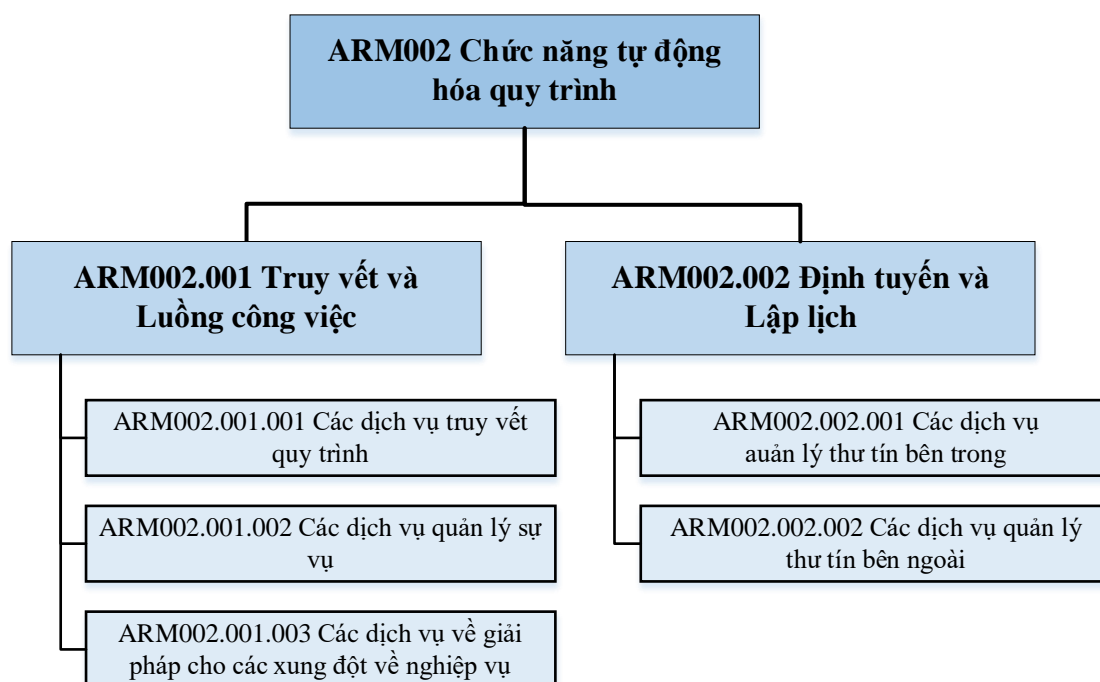 ARM002 Chức năng tự động
hóa quy trình
ARM002.001 Truy vết và
Luồng công việc
ARM002.001.001 Các dịch vụ truy vết
quy trình
ARM002.001.002 Các dịch vụ quản lý sự
vụ
ARM002.001.003 Các dịch vụ về giải
pháp cho các xung đột về nghiệp vụ
ARM002.002 Định tuyến và
Lập lịch
ARM002.002.001 Các dịch vụ
auản lý thư tín bên trong
ARM002.002.002 Các dịch vụ quản lý
thư tín bên ngoài